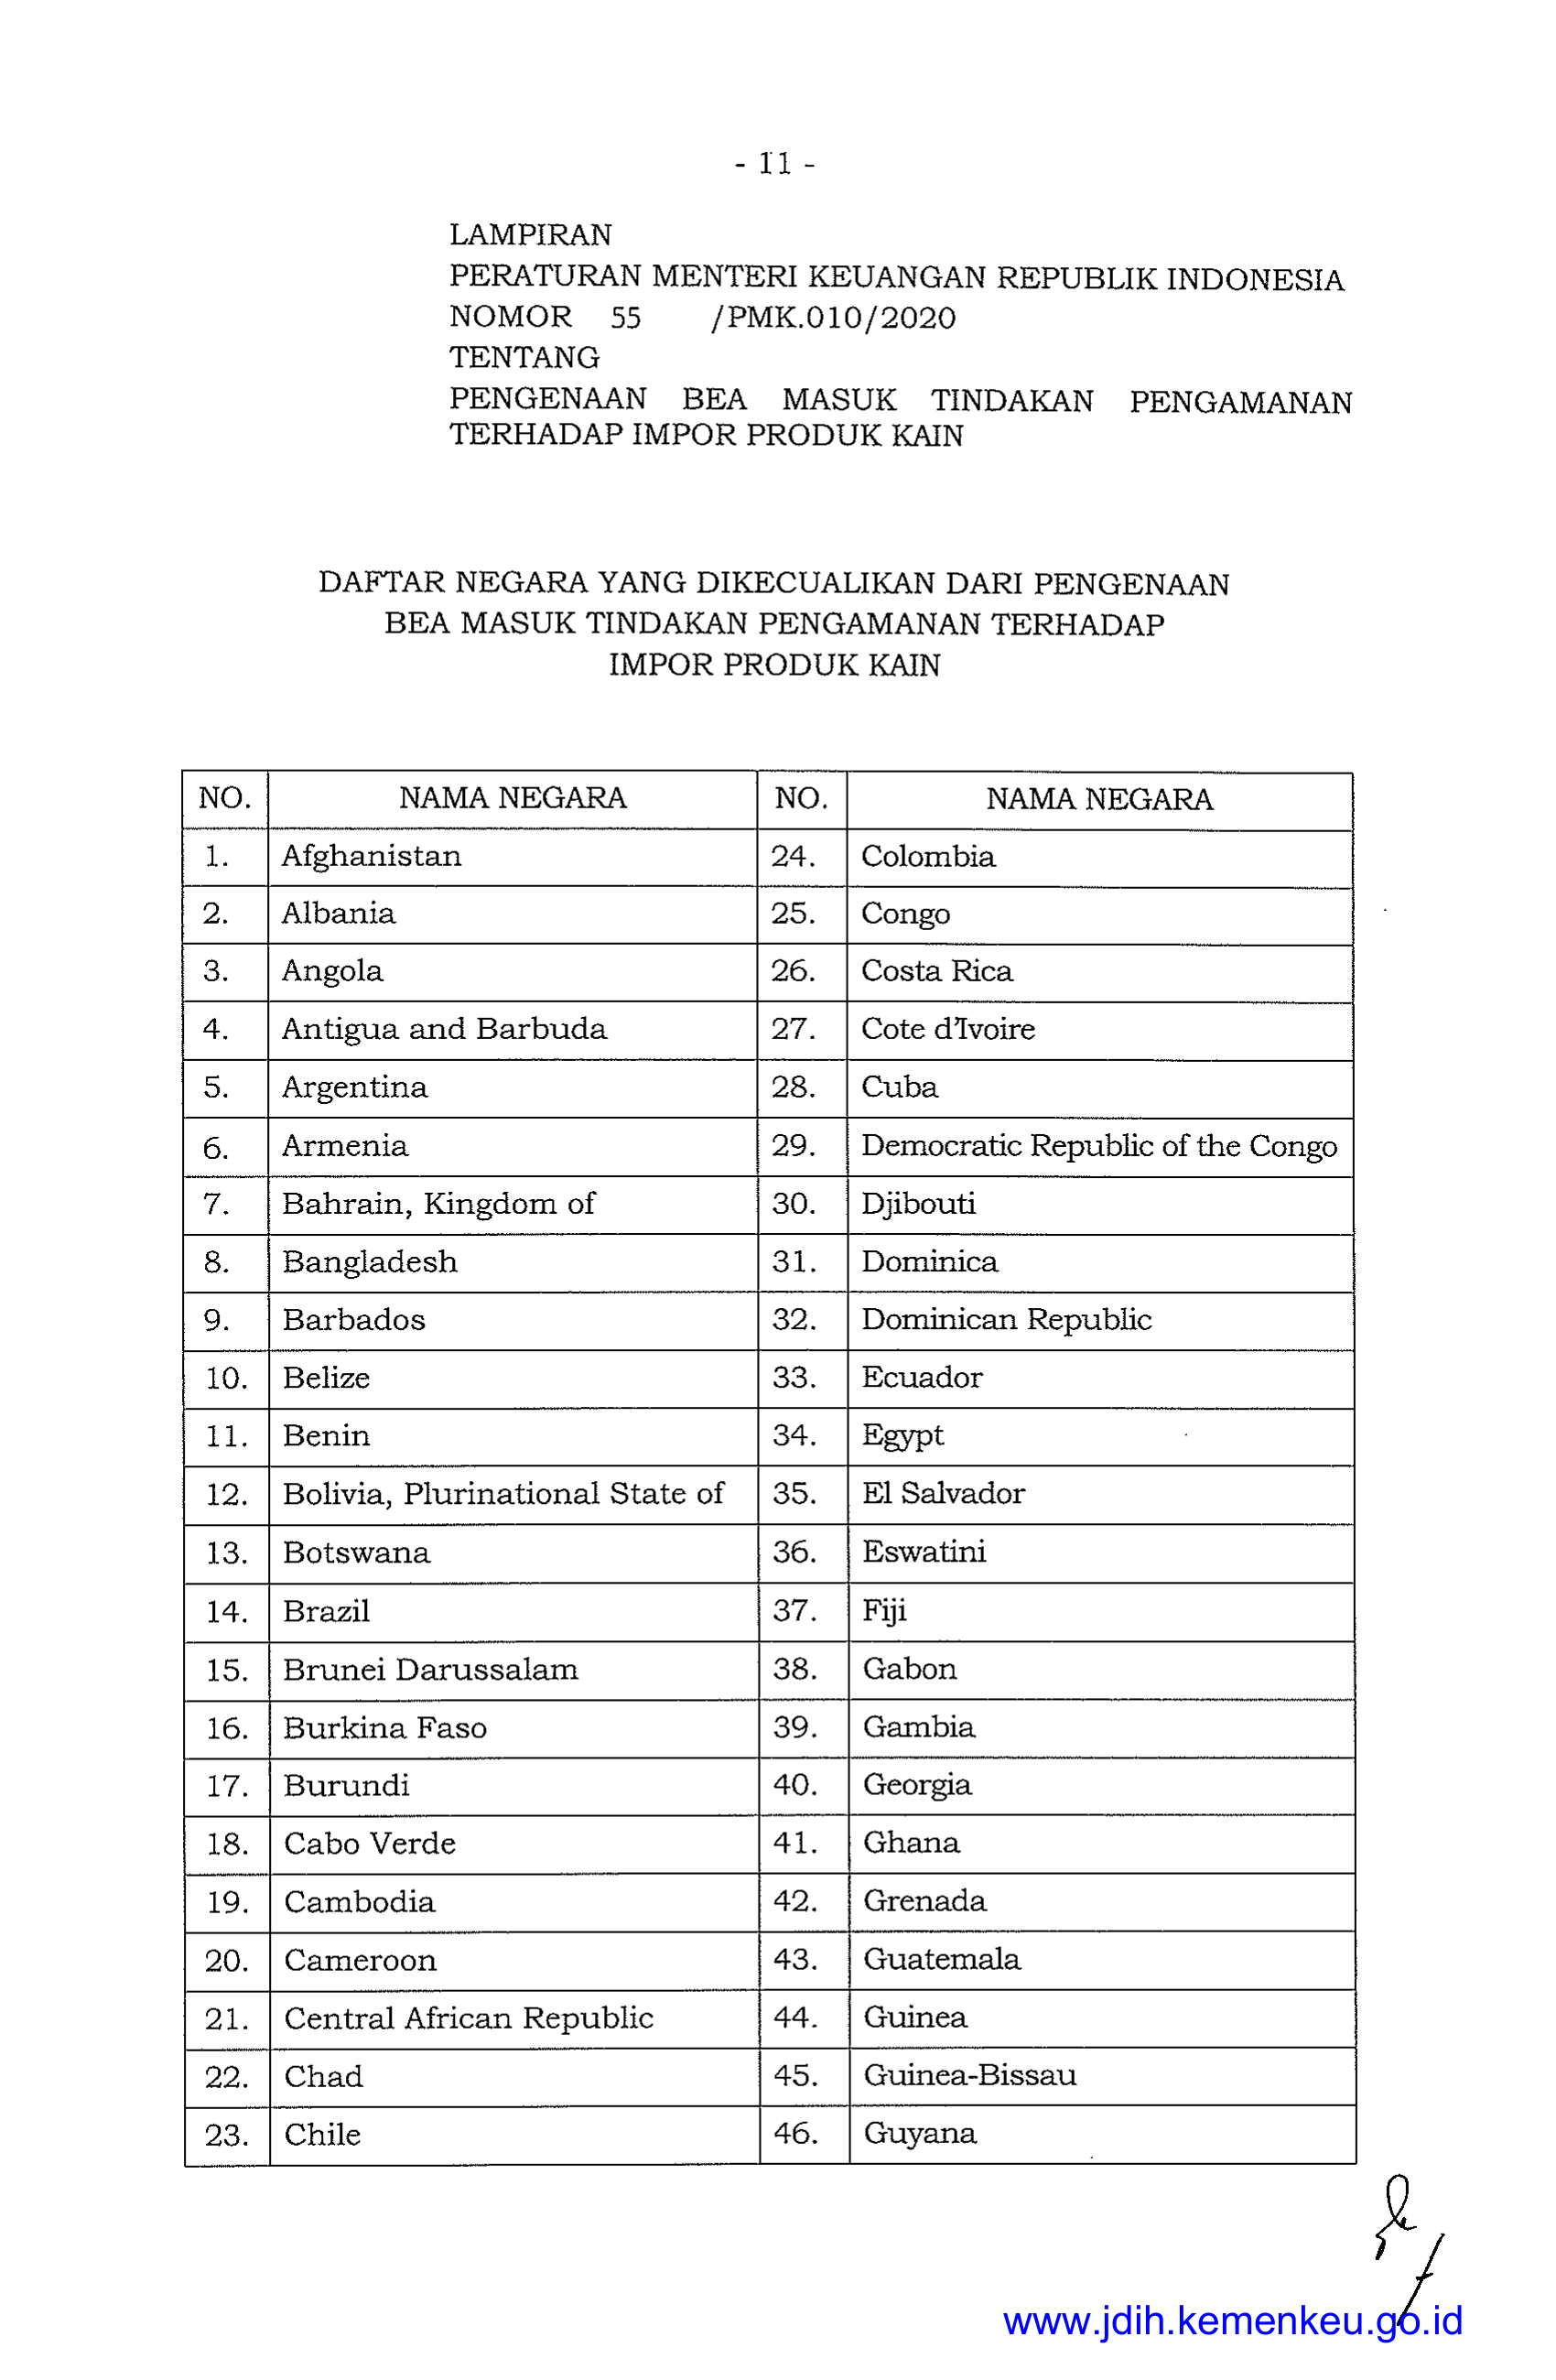 - 11 -
LAMPIRAN
PERATURAN MENTERI KEUANGAN REPUBLIK INDONESIA
NOMOR 55 /PMK.010/2020
TENTANG
PENGENAAN BEA MASUK TINDAKAN PENGAMANAN
TERHADAP IMPOR PRODUK KAIN
DAFTAR NEGARA YANG DIKECUALIKAN DARI PENGENAAN
BEA MASUK TINDAKAN PENGAMANAN TERHADAP
IMPOR PRODUK KAIN
NO. NAMA NEGARA NO. NAMA NEGARA
1. Afghanistan 24. Colombia
2. Albania 25. Congo
3. Angola 26. Costa Rica
4. Antigua and Barbuda 27. Cote d'Ivoire
5. Argentina 28. Cuba
6. Armenia 29. Democratic Republic of the Congo
7. Bahrain, Kingdom of 30. Djibouti
8. Bangladesh 31. Dominica
9. Barbados 32. Dominican Republic
10. Belize 33. Ecuador
11. Benin 34. Egypt
12. Bolivia, Plurinational State of 35. El Salvador
13. Botswana 36. Eswatini
14. Brazil 37. Fiji
15. Brunei Darussalam 38. Gabon
16. Burkina Faso 39. Gambia
17. Burundi 40. Georgia
18. Cabo Verde 41. Ghana
19. Cambodia 42. Grenada
20. Cameroon 43. Guatemala
21. Central African Republic 44. Guinea
22. Chad 45. Guinea-Bissau
23. Chile 46. Guyana
www.jdih.kemenkeu.go.id